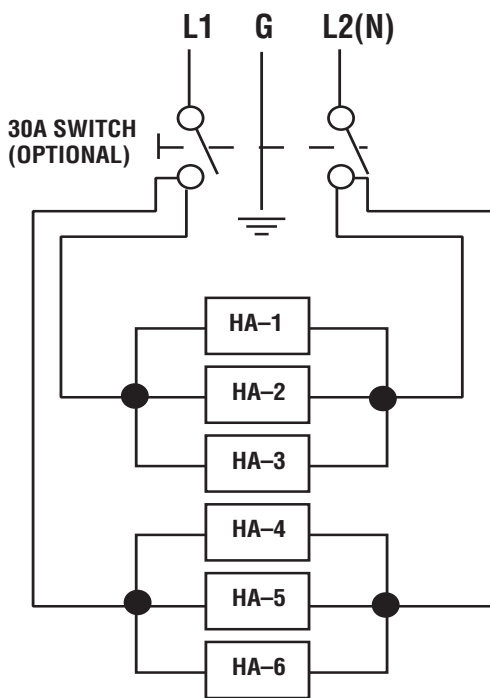 L1 G L2(N)
30A SWITCH
(OPTIONAL)
HA–1
HA–2
HA–3
HA–4
HA–5
HA–6